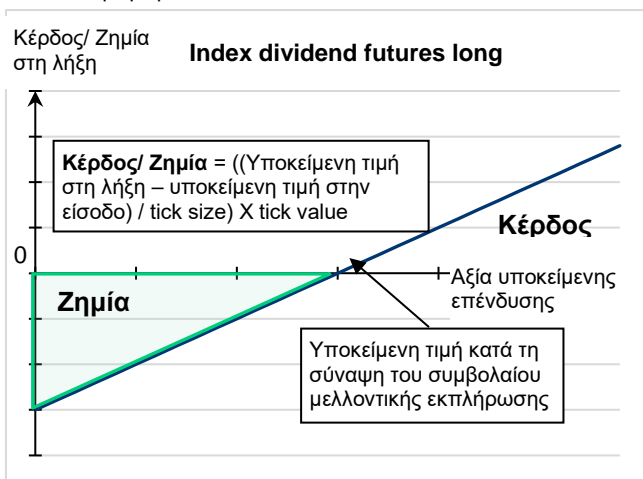 Κέρδος/ Ζημία
στη λήξη
Index dividend futures long
Κέρδος/ Ζημία = ((Υποκείμενη τιμή
στη λήξη – υποκείμενη τιμή στην
είσοδο) / tick size) X tick value
Κέρδος
0
Αξία υποκείμενης
επένδυσης
Ζημία
Υποκείμενη τιμή κατά τη
σύναψη του συμβολαίου
μελλοντικής εκπλήρωσης